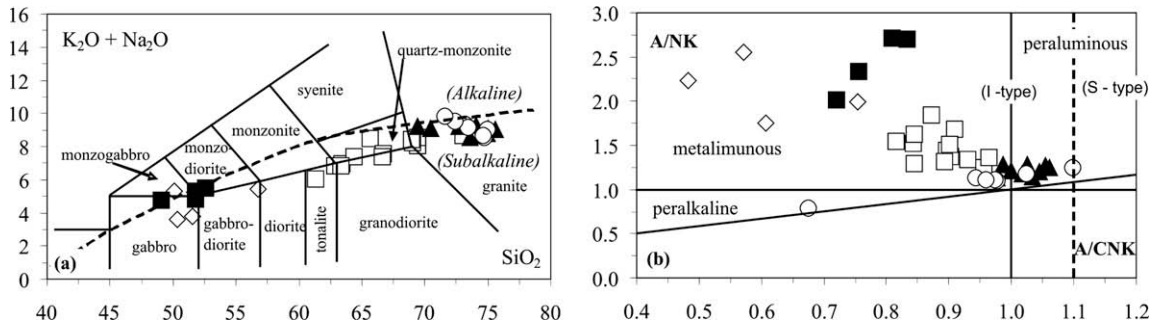 16
14
12
10
8
6
4
2
0
K₂O + Na₂O
quartz-monzonite
syenite
(Alkaline)
monzonite
monzo-
diorite
monzogabbro
(Subalkaline)
granite
gabbro
gabbro-
diorite
diorite
tonalite
granodiorite
(a)
SiO₂
40 45 50 55 60 65 70 75 80
3.0
2.5
2.0
1.5
1.0
0.5
0.0
A/NK
peraluminous
(I -type)
(S - type)
metalimunous
peralkaline
(b)
A/CNK
0.4 0.5 0.6 0.7 0.8 0.9 1.0 1.1 1.2